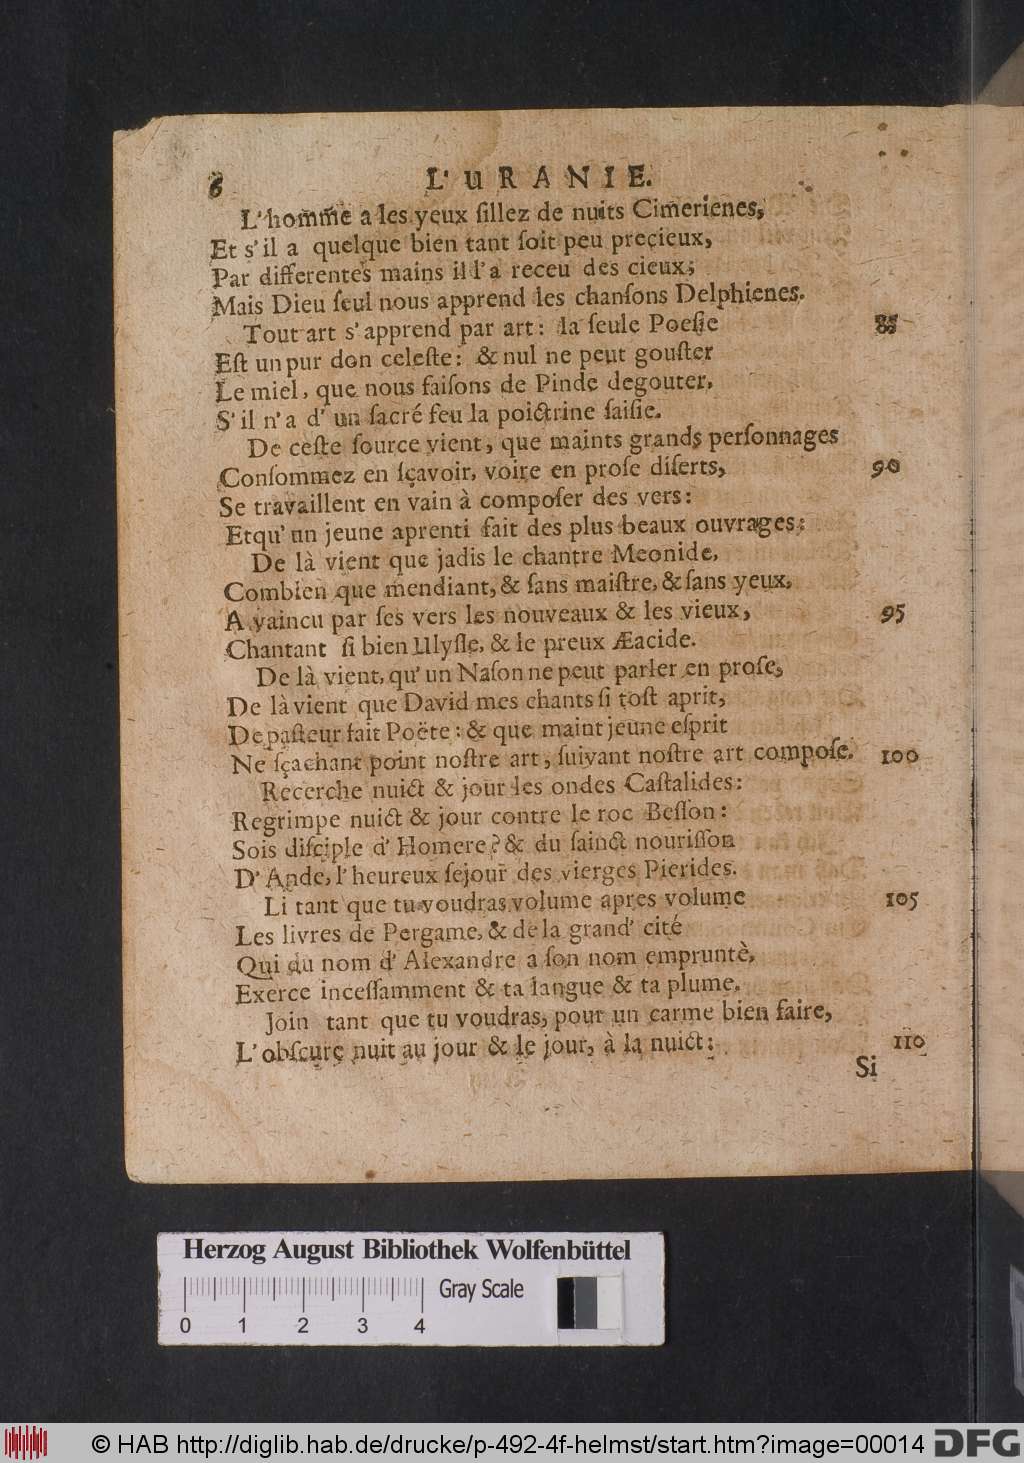 6 L'URANIE.
L'hom̃me a les yeux ſillez de nuits Cimerienes,
Et s'il a quelque bien tant ſoit peu precieux,
Par differentes mains il l'a receu des cieux;
Mais Dieu ſeul nous apprend les chanſons Delphienes.
Tout art s'apprend par art: la ſeule Poeſie 85
Eſt un pur don celeſte: & nul ne peut gouſter
Le miel, que nous faiſons de Pinde degouter,
S'il n'a d'un ſacré feu la poictrine ſaiſie.
De ceſte ſource vient, que maints grands perſonnages
Conſommez en ſçavoir, voire en proſe diſerts, 90
Se travaillent en vain à compoſer des vers:
Et qu'un jeune aprenti fait des plus beaux ouvrages:
De là vient que jadis le chantre Meonide,
Combien que mendiant, & ſans maiſtre, & ſans yeux,
A vaincu par ſes vers les nouveaux & les vieux, 95
Chantant ſi bien Ulyſſe, & le preux Æacide.
De là vient, qu'un Naſon ne peut parler en proſe,
De là vient que David mes chants ſi toſt aprit,
De paſteur fait Poëte: & que maint jeune eſprit
Ne ſçachant point noſtre art, ſuivant noſtre art compoſe. 100
Recerche nuict & jour les ondes Caſtalides:
Regrimpe nuict & jour contre le roc Beſſon:
Sois diſciple d'Homere? & du ſainct nouriſſon
D'Ande, l'heureux ſejour des vierges Pierides.
Li tant que tu voudras volume apres volume 105
Les livres de Pergame, & de la grand' cité
Qui du nom d'Alexandre a ſon nom empruntè,
Exerce inceſſamment & ta langue & ta plume.
Join tant que tu voudras, pour un carme bien faire,
L'obſcure nuit au jour & le jour, à la nuict: 110
Si
Herzog August Bibliothek Wolfenbüttel
Gray Scale
0 1 2 3 4
© HAB http://diglib.hab.de/drucke/p-492-4f-helmst/start.htm?image=00014 DFG